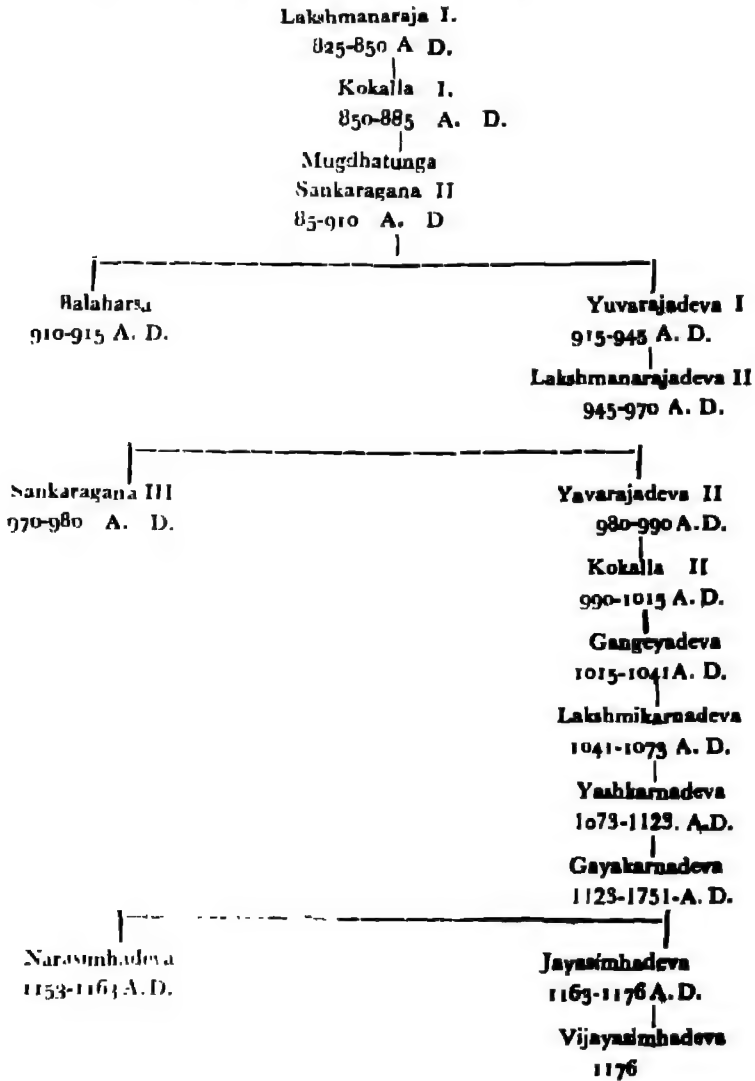 Lakshmanaraja I.
825-850 A D.
Kokalla I.
850-885 A. D.
Mugdhatunga
Sankaragana II
85-910 A. D
Balaharsa
910-915 A. D.
Yuvarajadeva I
915-945 A. D.
Lakshmanarajadeva II
945-970 A. D.
Sankaragana III
970-980 A. D.
Yavarajadeva II
980-990 A.D.
Kokalla II
990-1015 A. D.
Gangeyadeva
1015-1041 A. D.
Lakshmikarnadeva
1041-1073 A. D.
Yashkarnadeva
1073-1123. A.D.
Gayakarnadeva
1123-1751-A. D.
Narasimhadeva
1153-1163 A. D.
Jayasimhadeva
1163-1176 A. D.
Vijayasimhadeva
1176